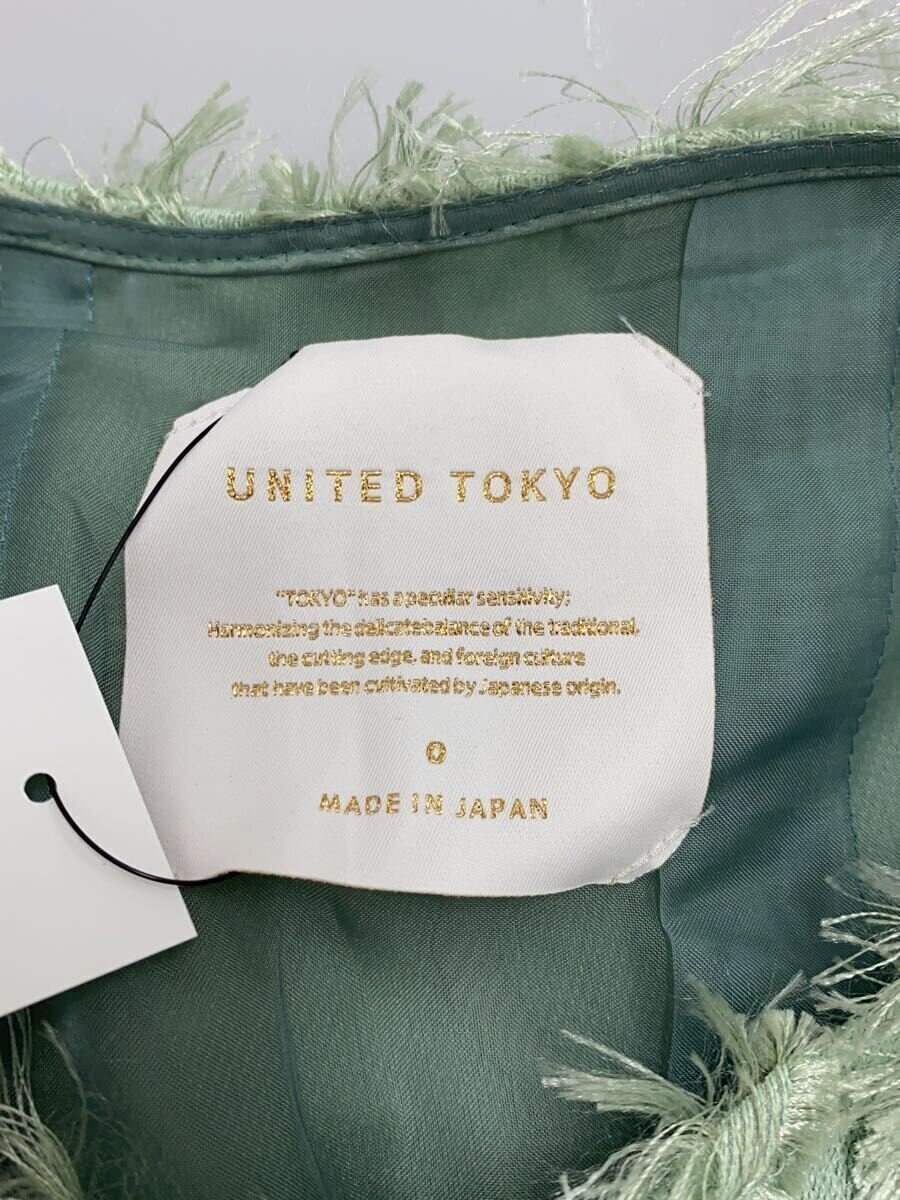 UNITED TOKYO
"TOKYO" has a peculiar sensitivity;
Harmonizing the delicate balance of the traditional,
the cutting edge, and foreign culture
that have been cultivated by Japanese origin.
0
MADE IN JAPAN